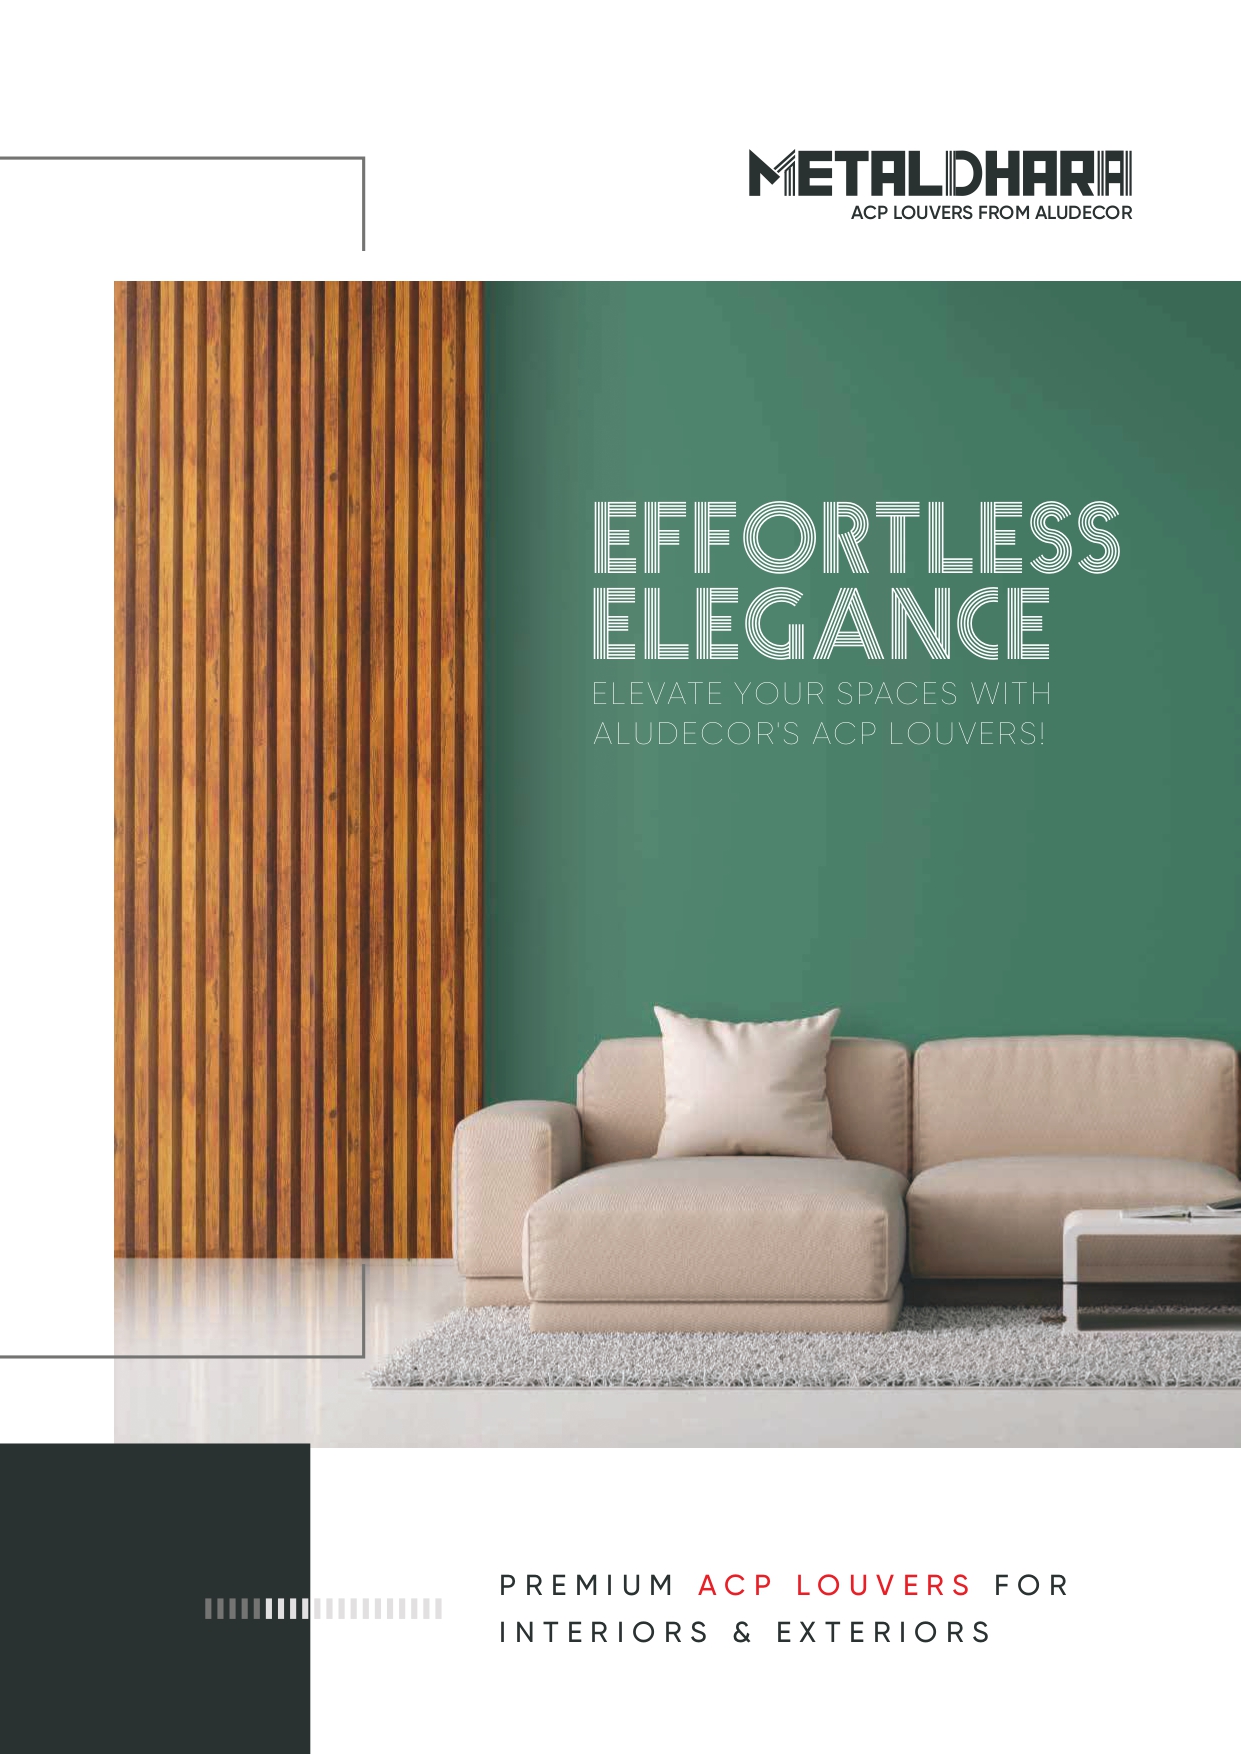 METALDHARA
ACP LOUVERS FROM ALUDECOR
EFFORTLESS
ELEGANCE
ELEVATE YOUR SPACES WITH
ALUDECOR'S ACP LOUVERS!
PREMIUM ACP LOUVERS FOR
INTERIORS & EXTERIORS